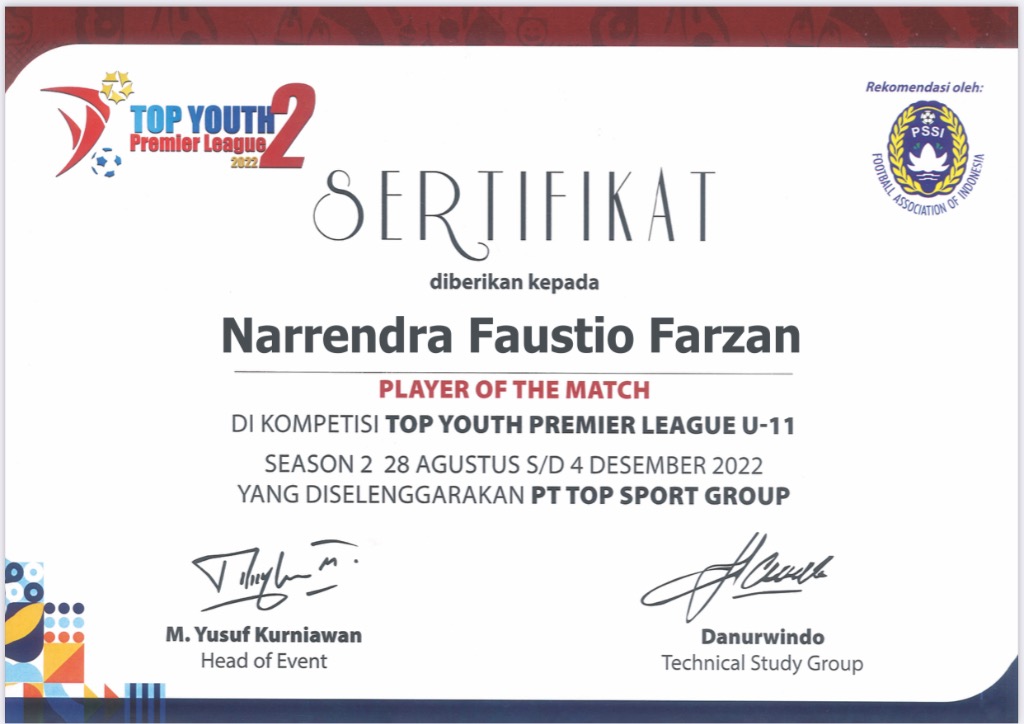 TOP YOUTH 2
Premier League
2022
Rekomendasi oleh:
PSSI
FOOTBALL ASSOCIATION OF INDONESIA
SERTIFIKAT
diberikan kepada
Narrendra Faustio Farzan
PLAYER OF THE MATCH
DI KOMPETISI TOP YOUTH PREMIER LEAGUE U-11
SEASON 2 28 AGUSTUS S/D 4 DESEMBER 2022
YANG DISELENGGARAKAN PT TOP SPORT GROUP
M. Yusuf Kurniawan
Head of Event
Danurwindo
Technical Study Group